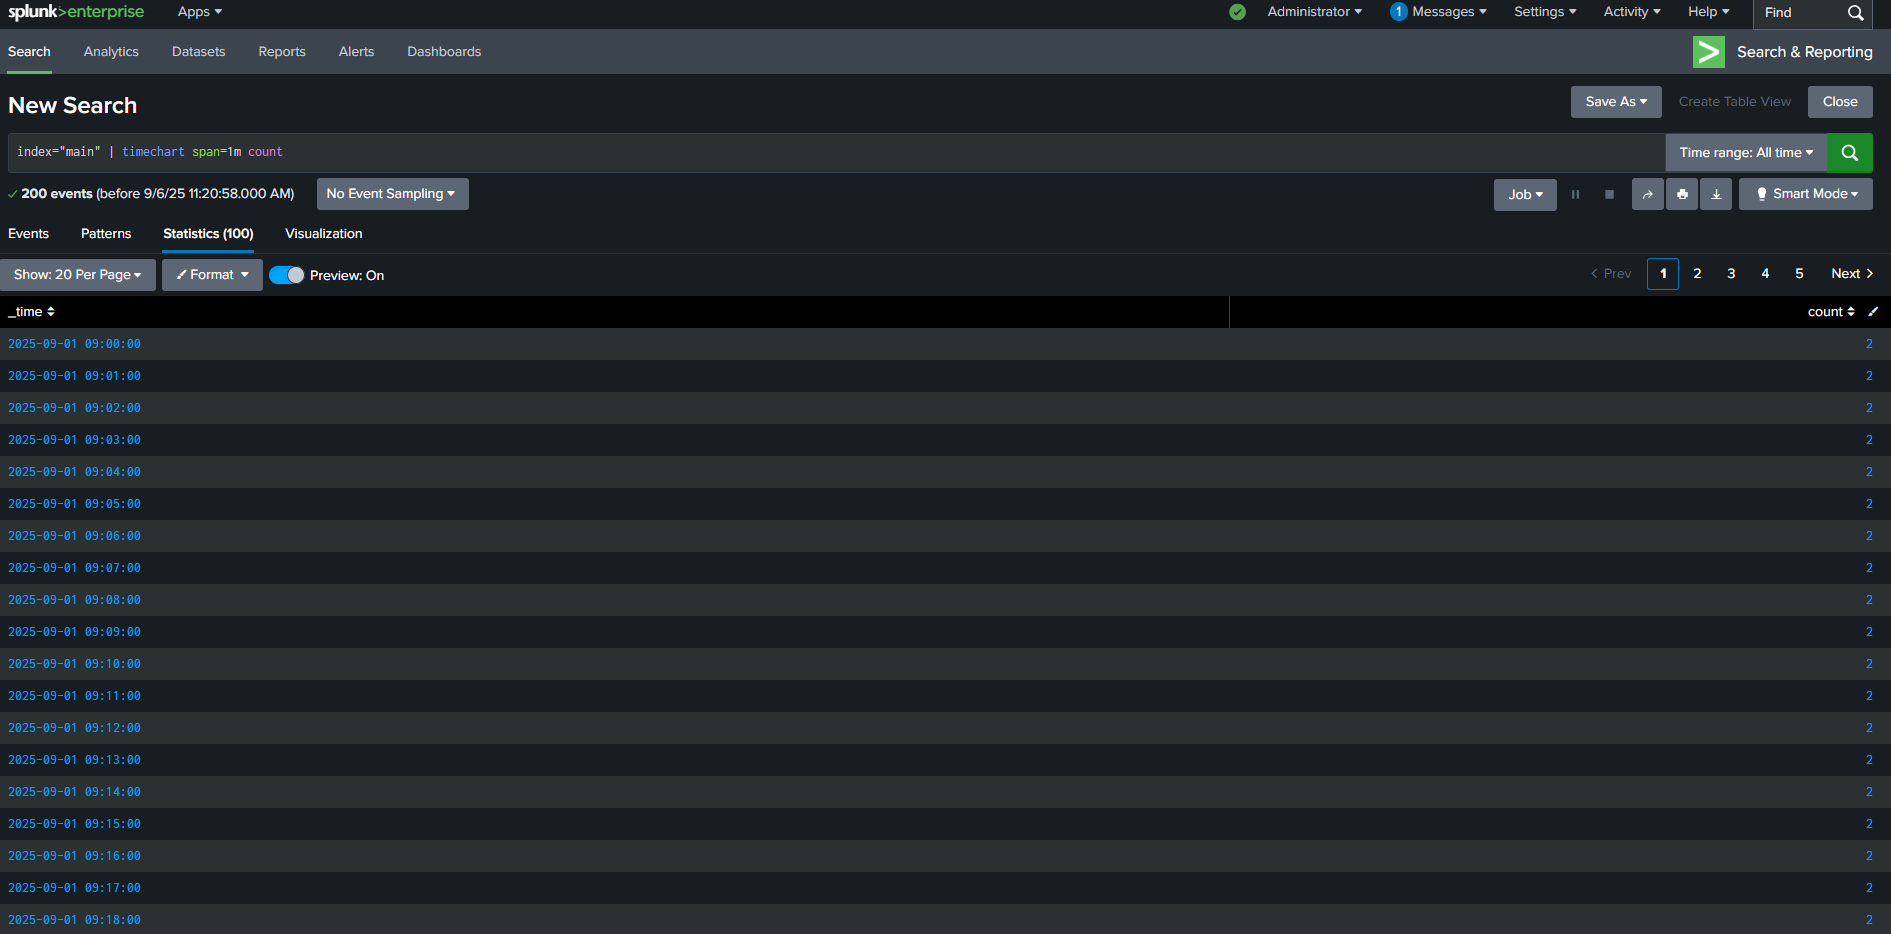 splunk>enterprise Apps Administrator 1 Messages Settings Activity Help Find
Search Analytics Datasets Reports Alerts Dashboards Search & Reporting
New Search Save As Create Table View Close
index="main" | timechart span=1m count Time range: All time
200 events (before 9/6/25 11:20:58.000 AM) No Event Sampling Job Smart Mode
Events Patterns Statistics (100) Visualization
Show: 20 Per Page Format Preview: On < Prev 1 2 3 4 5 Next >
_time count
2025-09-01 09:00:00 2
2025-09-01 09:01:00 2
2025-09-01 09:02:00 2
2025-09-01 09:03:00 2
2025-09-01 09:04:00 2
2025-09-01 09:05:00 2
2025-09-01 09:06:00 2
2025-09-01 09:07:00 2
2025-09-01 09:08:00 2
2025-09-01 09:09:00 2
2025-09-01 09:10:00 2
2025-09-01 09:11:00 2
2025-09-01 09:12:00 2
2025-09-01 09:13:00 2
2025-09-01 09:14:00 2
2025-09-01 09:15:00 2
2025-09-01 09:16:00 2
2025-09-01 09:17:00 2
2025-09-01 09:18:00 2